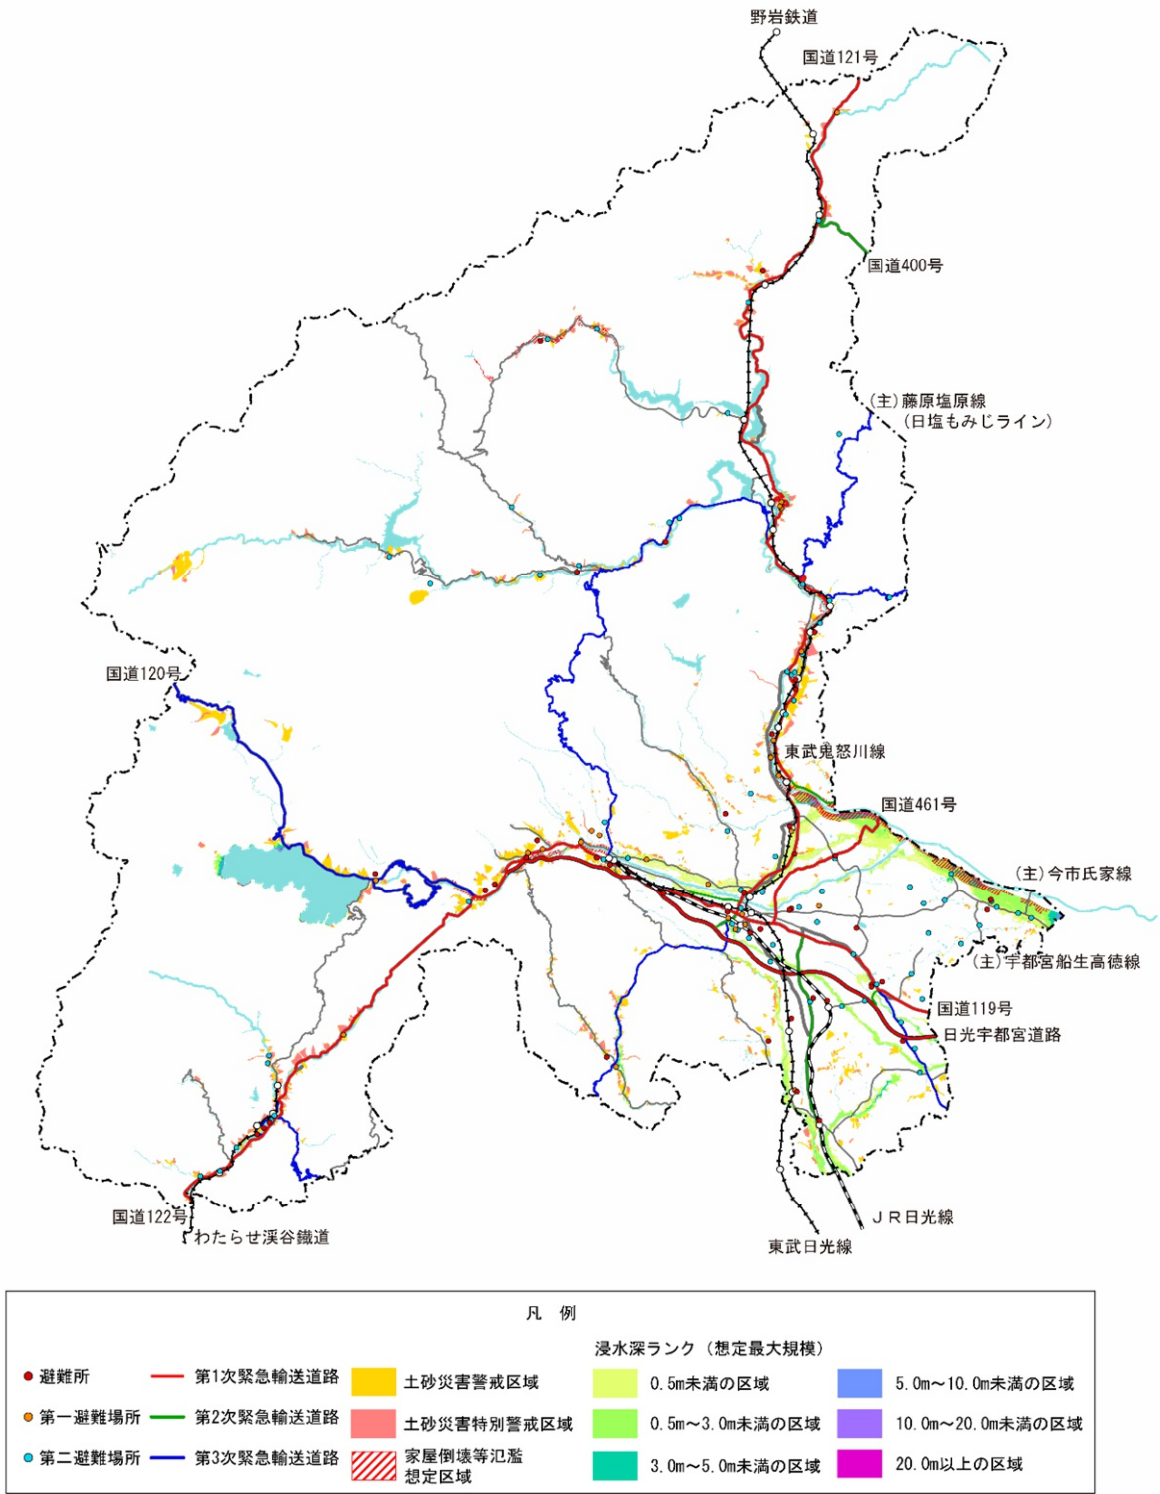 野岩鉄道
国道121号
国道400号
(主)藤原塩原線
(日塩もみじライン)
国道120号
東武鬼怒川線
国道461号
(主)今市氏家線
(主)宇都宮船生高徳線
国道119号
日光宇都宮道路
国道122号
わたらせ渓谷鐵道
JR日光線
東武日光線
凡 例
浸水深ランク (想定最大規模)
避難所
第1次緊急輸送道路
土砂災害警戒区域
0.5m未満の区域
5.0m～10.0m未満の区域
第一避難場所
第2次緊急輸送道路
土砂災害特別警戒区域
0.5m～3.0m未満の区域
10.0m～20.0m未満の区域
第二避難場所
第3次緊急輸送道路
家屋倒壊等氾濫
想定区域
3.0m～5.0m未満の区域
20.0m以上の区域